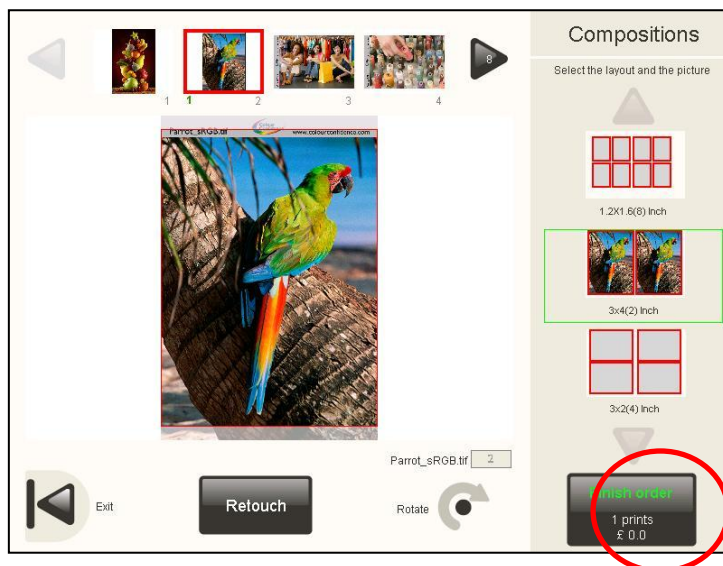 Compositions
Select the layout and the picture
8
1
1
2
3
4
Parrot_sRGB.tif
www.colourconfidence.com
1.2X1.6(8) Inch
3x4(2) Inch
3x2(4) Inch
Parrot_sRGB.tif 2
Exit
Retouch
Rotate
Finish order
1 prints
£ 0.0